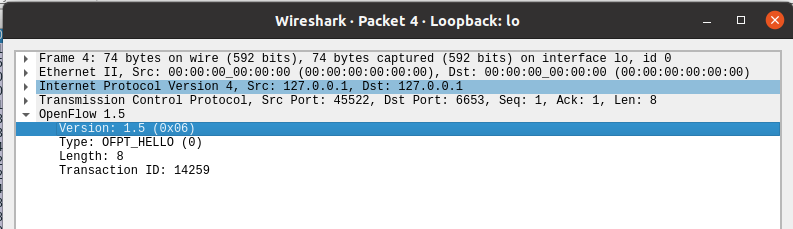 Wireshark · Packet 4 · Loopback: lo
Frame 4: 74 bytes on wire (592 bits), 74 bytes captured (592 bits) on interface lo, id 0
Ethernet II, Src: 00:00:00_00:00:00 (00:00:00:00:00:00), Dst: 00:00:00_00:00:00 (00:00:00:00:00:00)
Internet Protocol Version 4, Src: 127.0.0.1, Dst: 127.0.0.1
Transmission Control Protocol, Src Port: 45522, Dst Port: 6653, Seq: 1, Ack: 1, Len: 8
OpenFlow 1.5
Version: 1.5 (0x06)
Type: OFPT_HELLO (0)
Length: 8
Transaction ID: 14259